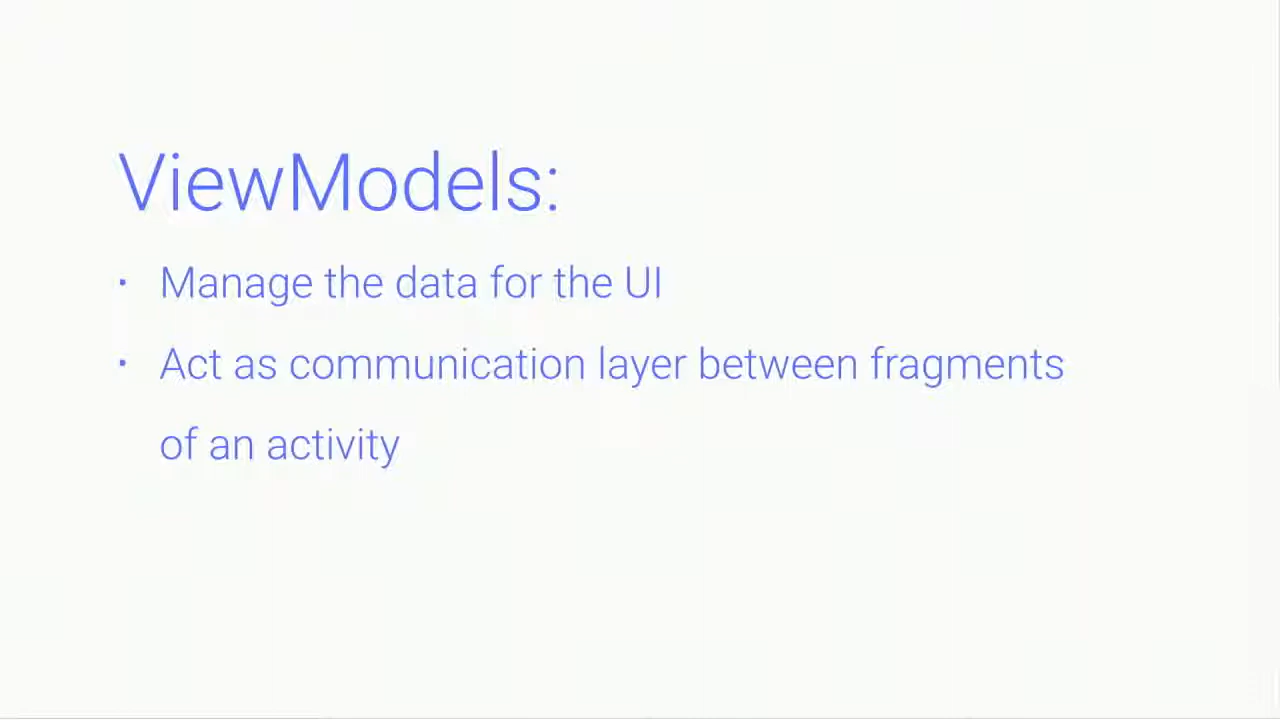 ViewModels:
· Manage the data for the UI
· Act as communication layer between fragments
of an activity